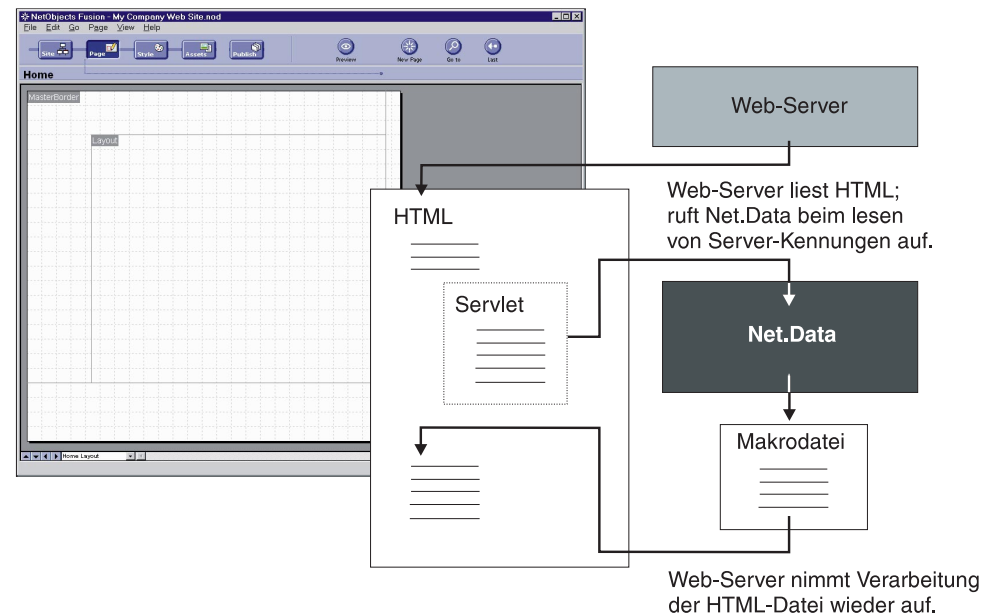 NetObjects Fusion - My Company Web Site.nod
File Edit Go Page View Help
Site Page Style Assets Publish Preview New Page Go to Last
Home
MasterBorder
Layout
Home Layout
Web-Server
Web-Server liest HTML;
ruft Net.Data beim lesen
von Server-Kennungen auf.
HTML
Servlet
Net.Data
Makrodatei
Web-Server nimmt Verarbeitung
der HTML-Datei wieder auf.